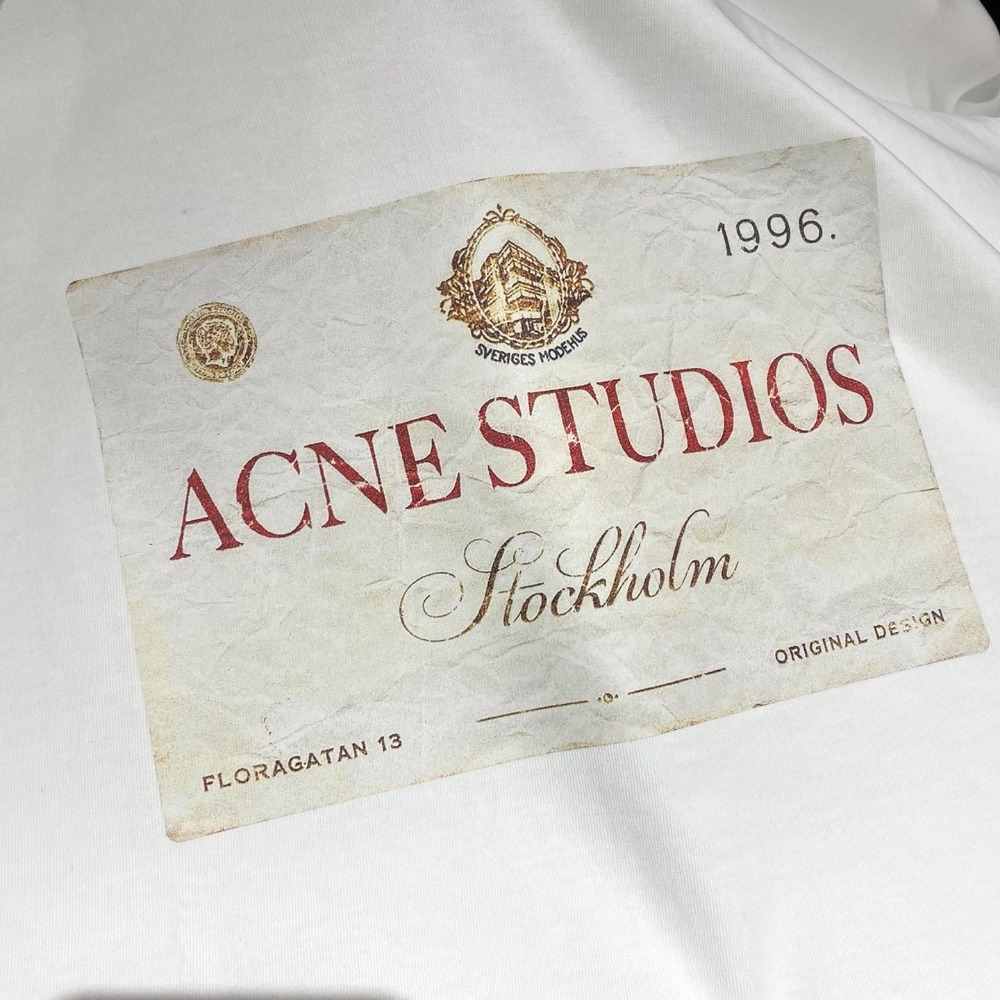 1996.
SVERIGES MODEHUS
ACNE STUDIOS
Stockholm
ORIGINAL DESIGN
FLORAGATAN 13